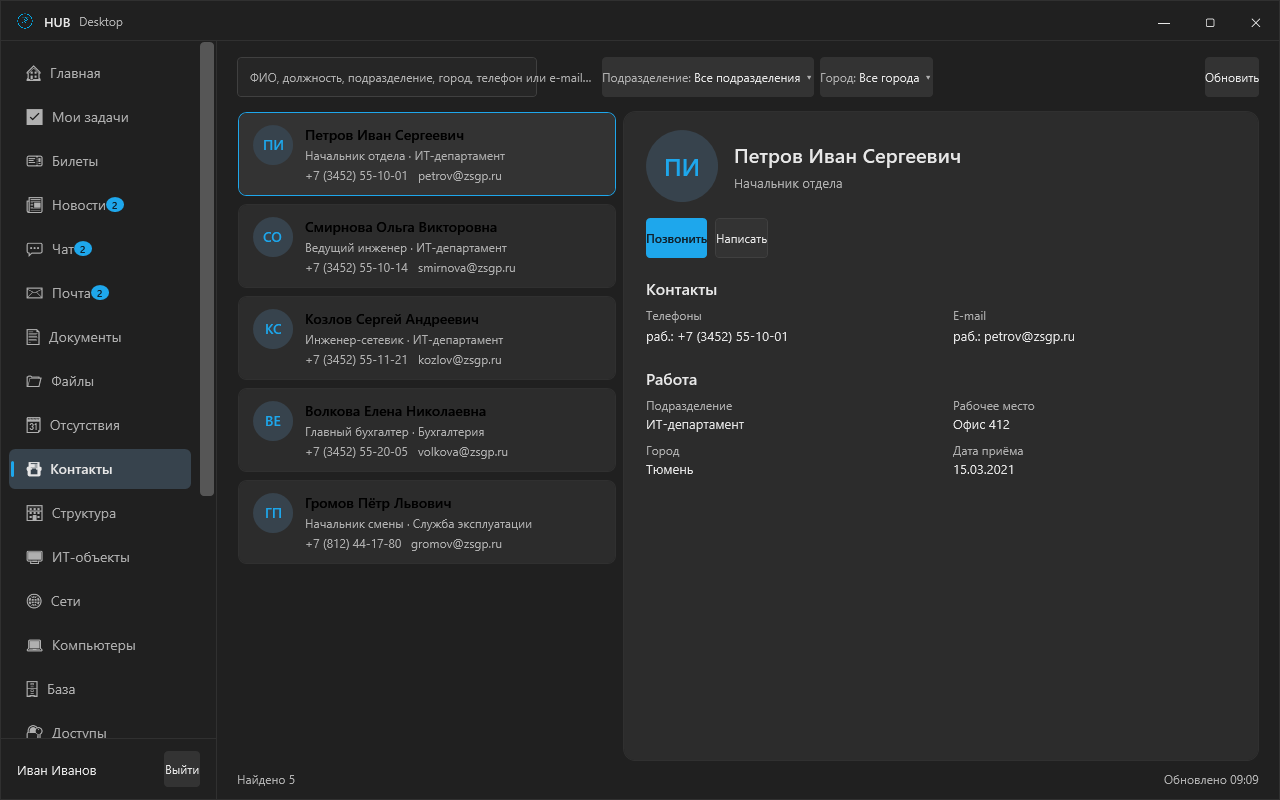 HUB Desktop
Главная
Мои задачи
Билеты
Новости 2
Чат 2
Почта 2
Документы
Файлы
31 Отсутствия
Контакты
Структура
ИТ-объекты
Сети
Компьютеры
База
Доступы
Иван Иванов Выйти
ФИО, должность, подразделение, город, телефон или e-mail... Подразделение: Все подразделения Город: Все города Обновить
ПИ Петров Иван Сергеевич
Начальник отдела · ИТ-департамент
+7 (3452) 55-10-01 petrov@zsgp.ru
СО Смирнова Ольга Викторовна
Ведущий инженер · ИТ-департамент
+7 (3452) 55-10-14 smirnova@zsgp.ru
КС Козлов Сергей Андреевич
Инженер-сетевик · ИТ-департамент
+7 (3452) 55-11-21 kozlov@zsgp.ru
ВЕ Волкова Елена Николаевна
Главный бухгалтер · Бухгалтерия
+7 (3452) 55-20-05 volkova@zsgp.ru
ГП Громов Пётр Львович
Начальник смены · Служба эксплуатации
+7 (812) 44-17-80 gromov@zsgp.ru
ПИ Петров Иван Сергеевич
Начальник отдела
Позвонить Написать
Контакты
Телефоны E-mail
раб.: +7 (3452) 55-10-01 раб.: petrov@zsgp.ru
Работа
Подразделение Рабочее место
ИТ-департамент Офис 412
Город Дата приёма
Тюмень 15.03.2021
Найдено 5 Обновлено 09:09